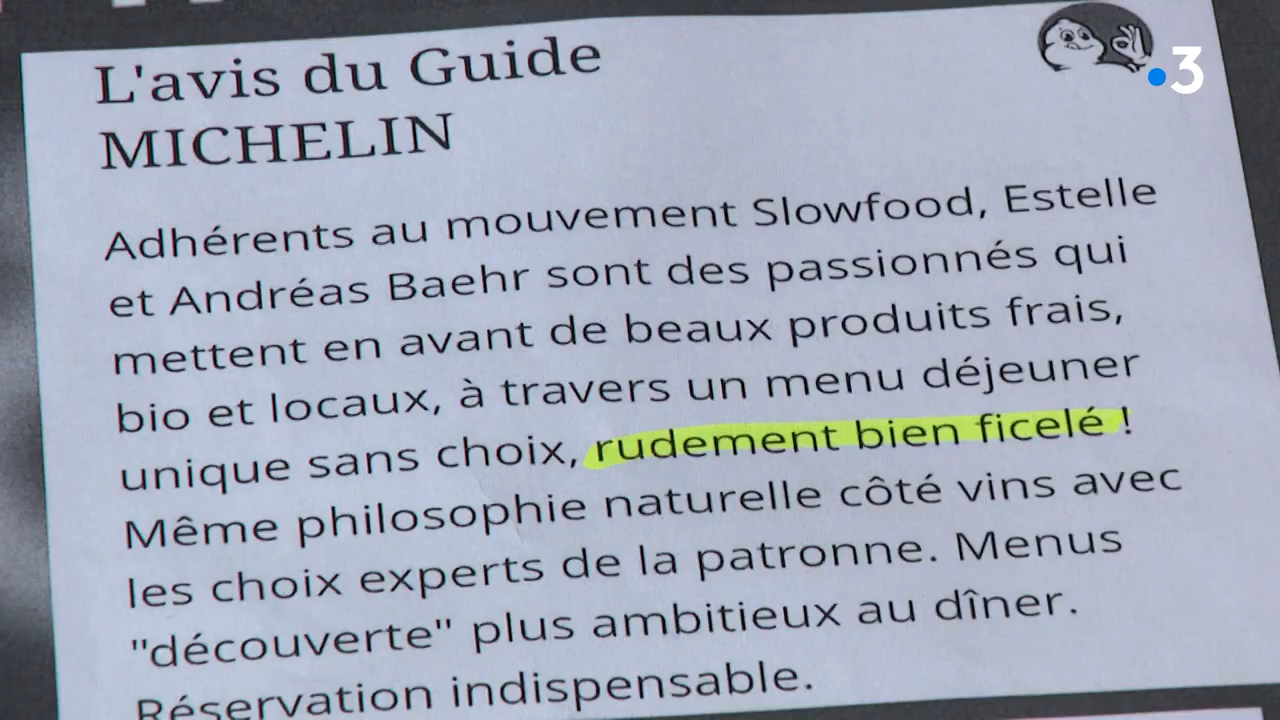 L'avis du Guide
MICHELIN
3
Adhérents au mouvement Slowfood, Estelle
et Andréas Baehr sont des passionnés qui
mettent en avant de beaux produits frais,
bio et locaux, à travers un menu déjeuner
unique sans choix, rudement bien ficelé !
Même philosophie naturelle côté vins avec
les choix experts de la patronne. Menus
"découverte" plus ambitieux au dîner.
Réservation indispensable.